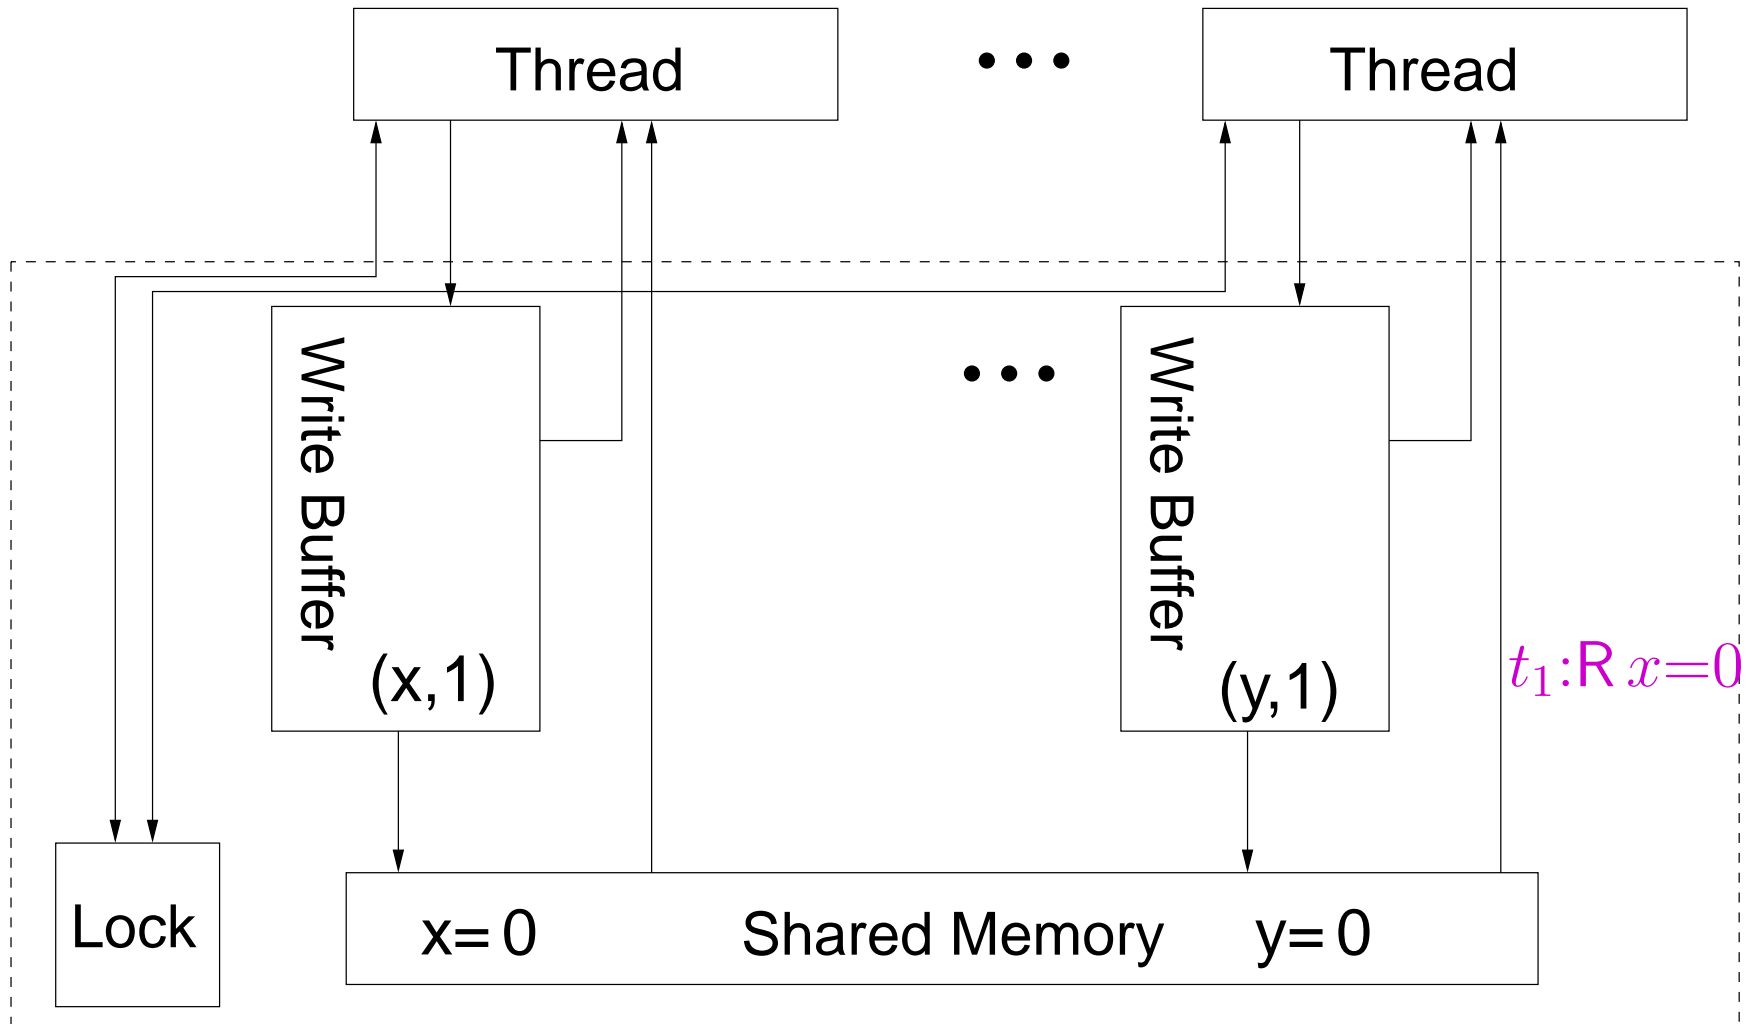 Thread
Thread
Write Buffer
Write Buffer
(x,1)
(y,1)
t₁:R x=0
Lock
x= 0
Shared Memory
y= 0